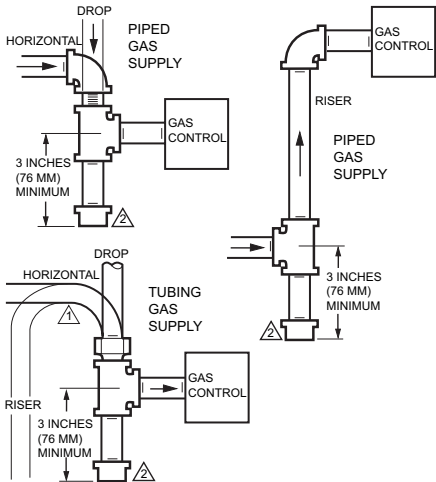 DROP
HORIZONTAL
PIPED
GAS
SUPPLY
GAS
CONTROL
3 INCHES
(76 MM)
MINIMUM
2
GAS
CONTROL
RISER
PIPED
GAS
SUPPLY
3 INCHES
(76 MM)
MINIMUM
2
DROP
HORIZONTAL
1
TUBING
GAS
SUPPLY
GAS
CONTROL
RISER
3 INCHES
(76 MM)
MINIMUM
2